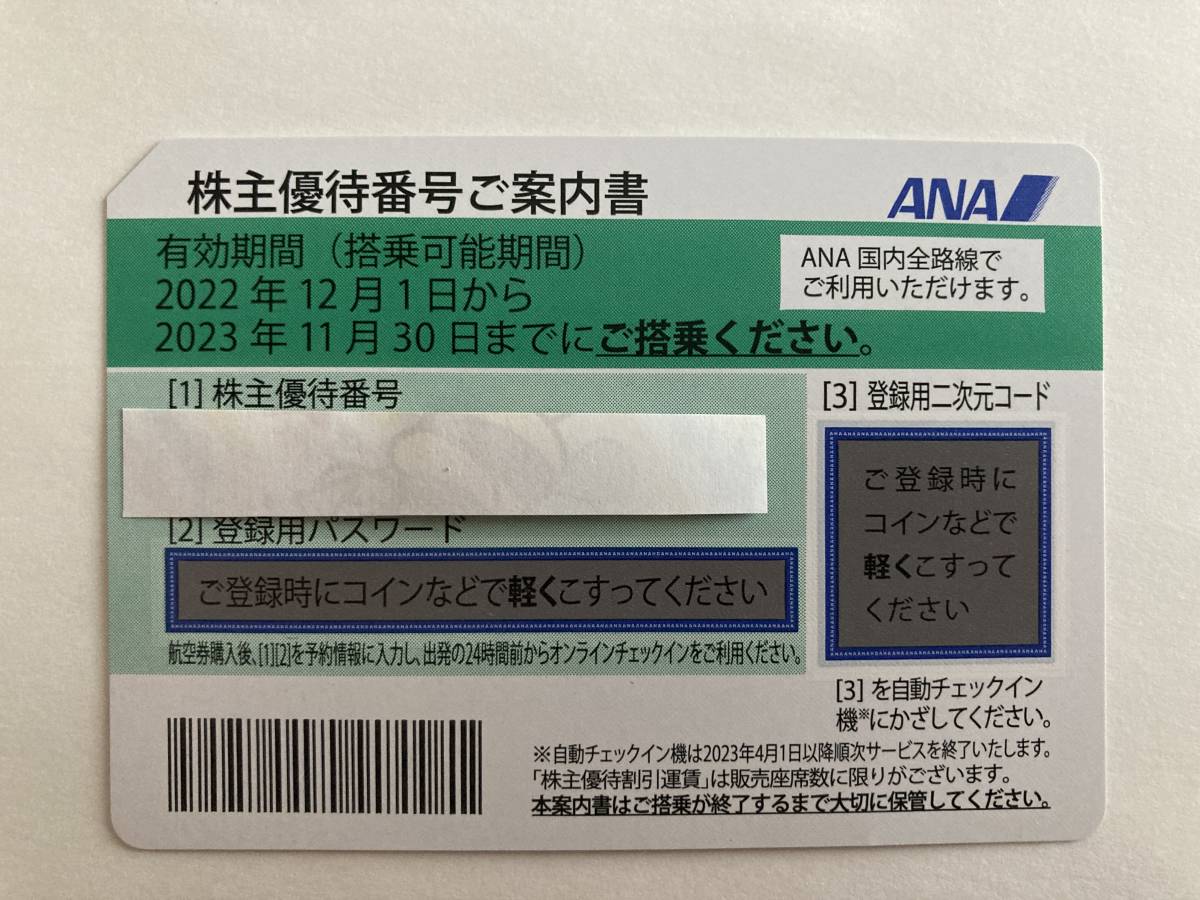 株主優待番号ご案内書
ANA
有効期間（搭乗可能期間）
2022年12月1日から
2023年11月30日までにご搭乗ください。
ANA国内全路線で
ご利用いただけます。
[1] 株主優待番号
[2] 登録用パスワード
ご登録時にコインなどで軽くこすってください
航空券購入後、[1][2]を予約情報に入力し、出発の24時間前からオンラインチェックインをご利用ください。
[3] 登録用二次元コード
ご登録時に
コインなどで
軽くこすって
ください
[3] を自動チェックイン
機※にかざしてください。
※自動チェックイン機は2023年4月1日以降順次サービスを終了いたします。
「株主優待割引運賃」は販売座席数に限りがございます。
本案内書はご搭乗が終了するまで大切に保管してください。